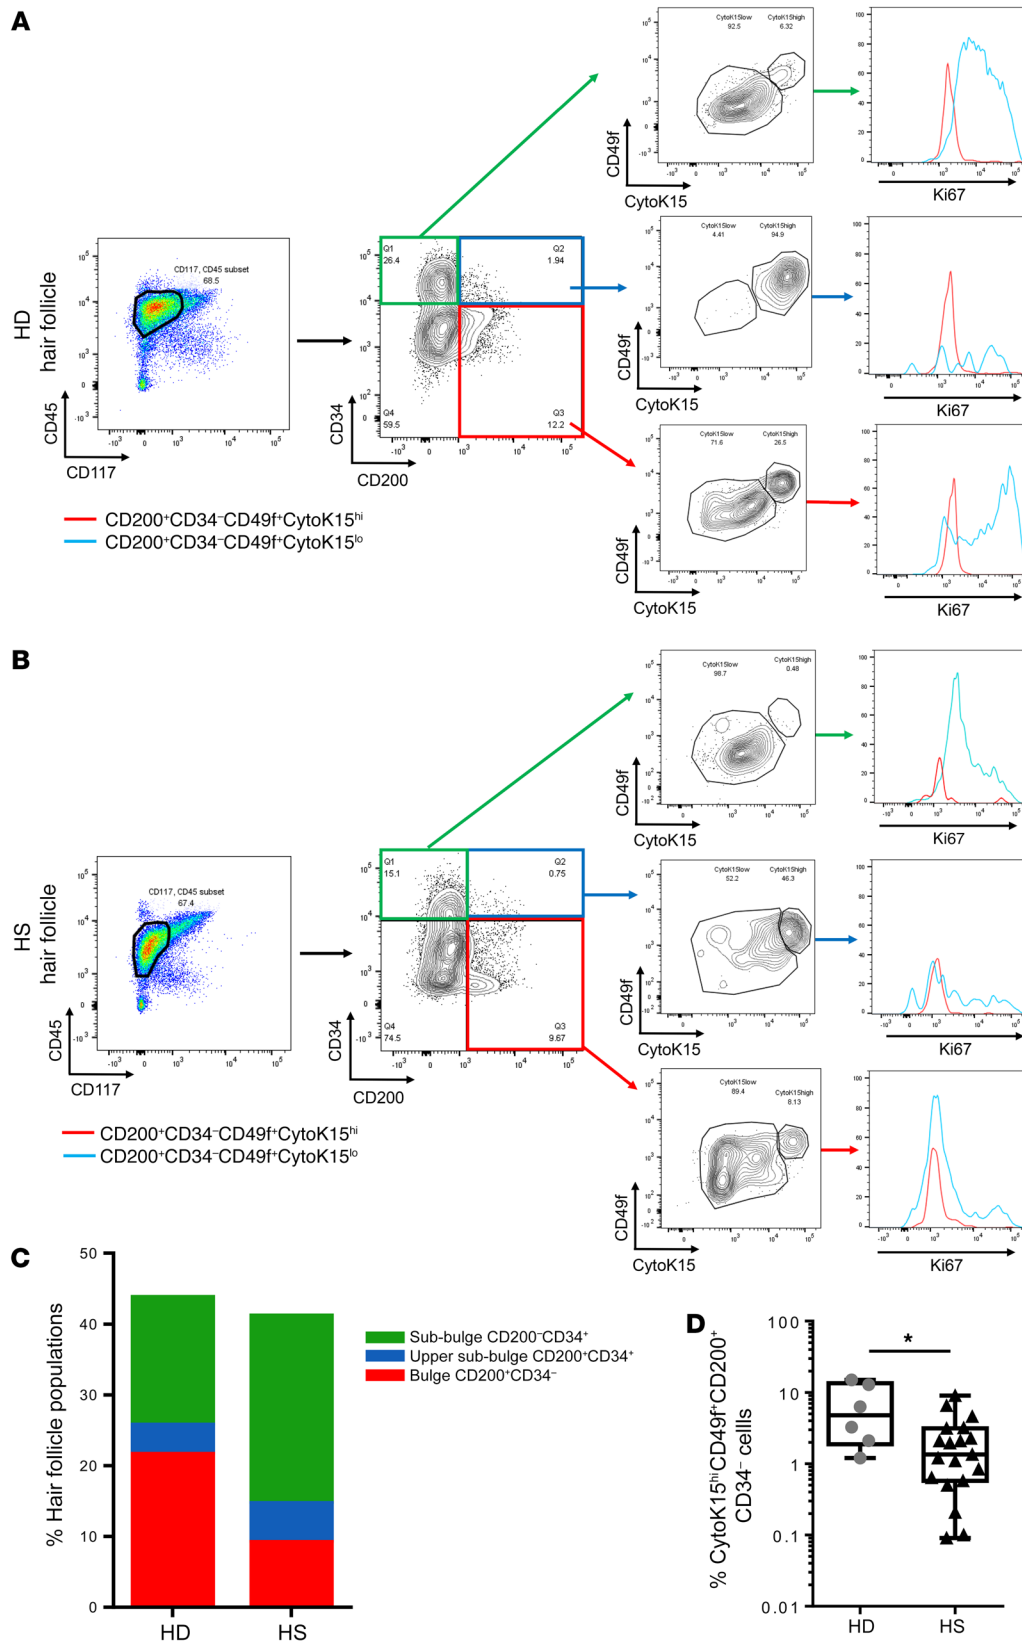 A
CytoK15low
92.5
CytoK15high
6.32
CD49f
CytoK15
Ki67
HD
hair follicle
CD117, CD45 subset
68.5
CD45
CD117
Q1
26.4
Q2
1.94
Q4
59.5
Q3
12.2
CD34
CD200
CytoK15low
4.41
CytoK15high
94.9
CD49f
CytoK15
Ki67
CytoK15low
71.6
CytoK15high
26.5
CD49f
CytoK15
Ki67
CD200⁺CD34⁻CD49f⁺CytoK15ʰⁱ
CD200⁺CD34⁻CD49f⁺CytoK15ˡᵒ
B
CytoK15low
98.7
CytoK15high
0.48
CD49f
CytoK15
Ki67
HS
hair follicle
CD117, CD45 subset
67.4
CD45
CD117
Q1
15.1
Q2
0.75
Q4
74.5
Q3
9.67
CD34
CD200
CytoK15low
52.2
CytoK15high
46.3
CD49f
CytoK15
Ki67
CytoK15low
89.4
CytoK15high
8.13
CD49f
CytoK15
Ki67
CD200⁺CD34⁻CD49f⁺CytoK15ʰⁱ
CD200⁺CD34⁻CD49f⁺CytoK15ˡᵒ
C
% Hair follicle populations
50
40
30
20
10
0
HD
HS
Sub-bulge CD200⁻CD34⁺
Upper sub-bulge CD200⁺CD34⁺
Bulge CD200⁺CD34⁻
D
% CytoK15ʰⁱCD49f⁺CD200⁺
CD34⁻ cellls
100
10
1
0.1
0.01
*
HD
HS